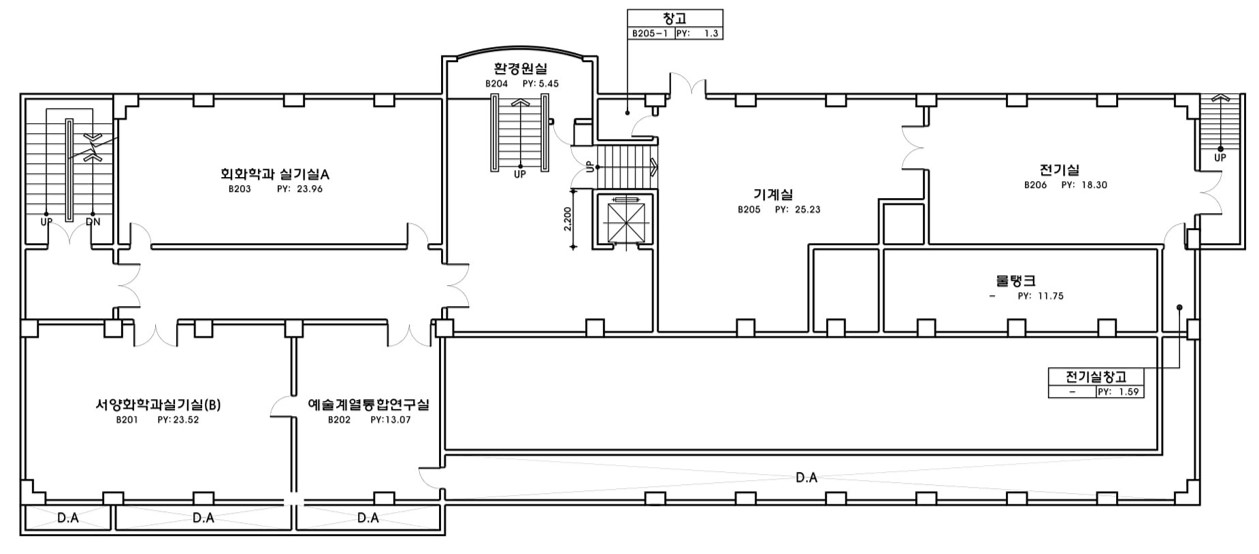 창고
B205-1 PY: 1.3
환경원실
B204 PY: 5.45
회화학과 실기실A
B203 PY: 23.96
UP
UP
UP
전기실
B206 PY: 18.30
기계실
B205 PY: 25.23
2,200
UP DN
물탱크
- PY: 11.75
전기실창고
- PY: 1.59
서양화학과실기실(B)
B201 PY: 23.52
예술계열통합연구실
B202 PY: 13.07
D.A
D.A D.A D.A